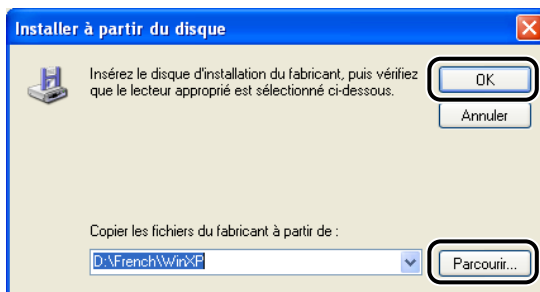 Installer à partir du disque
Insérez le disque d'installation du fabricant, puis vérifiez
que le lecteur approprié est sélectionné ci-dessous.
OK
Annuler
Copier les fichiers du fabricant à partir de :
D:\French\WinXP
Parcourir...